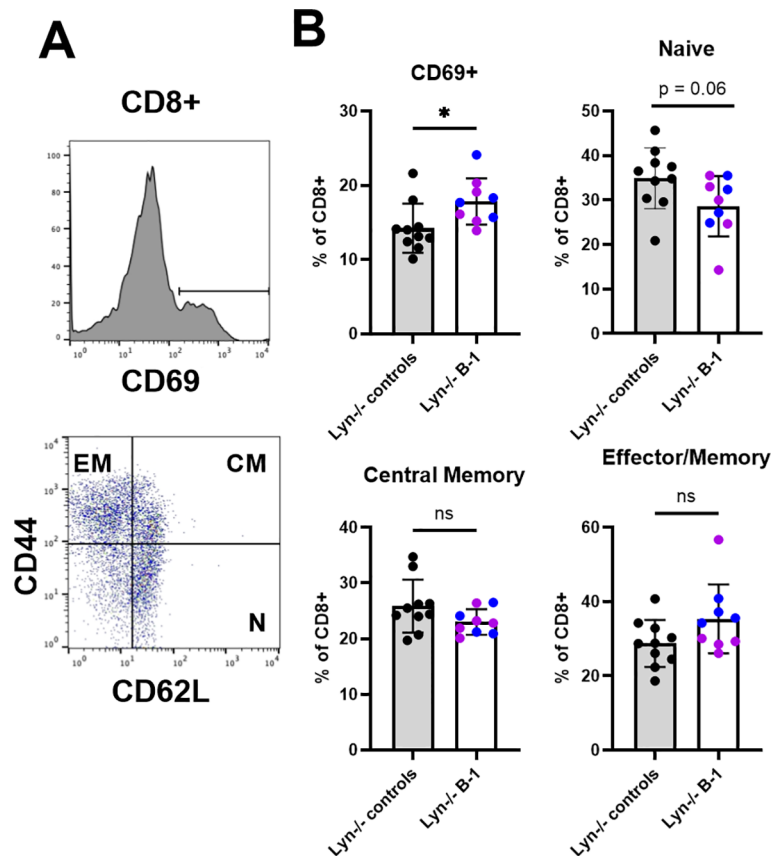 A
CD8+
100
80
60
40
20
0
10^0 10^1 10^2 10^3 10^4
CD69
10^4
10^3
10^2
10^1
10^0
EM CM
N
CD44
10^0 10^1 10^2 10^3 10^4
CD62L
B
CD69+
*
30
20
10
0
% of CD8+
Lyn-/- controls
Lyn-/- B-1
Naive
p = 0.06
50
40
30
20
10
0
% of CD8+
Lyn-/- controls
Lyn-/- B-1
Central Memory
ns
40
30
20
10
0
% of CD8+
Lyn-/- controls
Lyn-/- B-1
Effector/Memory
ns
60
40
20
0
% of CD8+
Lyn-/- controls
Lyn-/- B-1